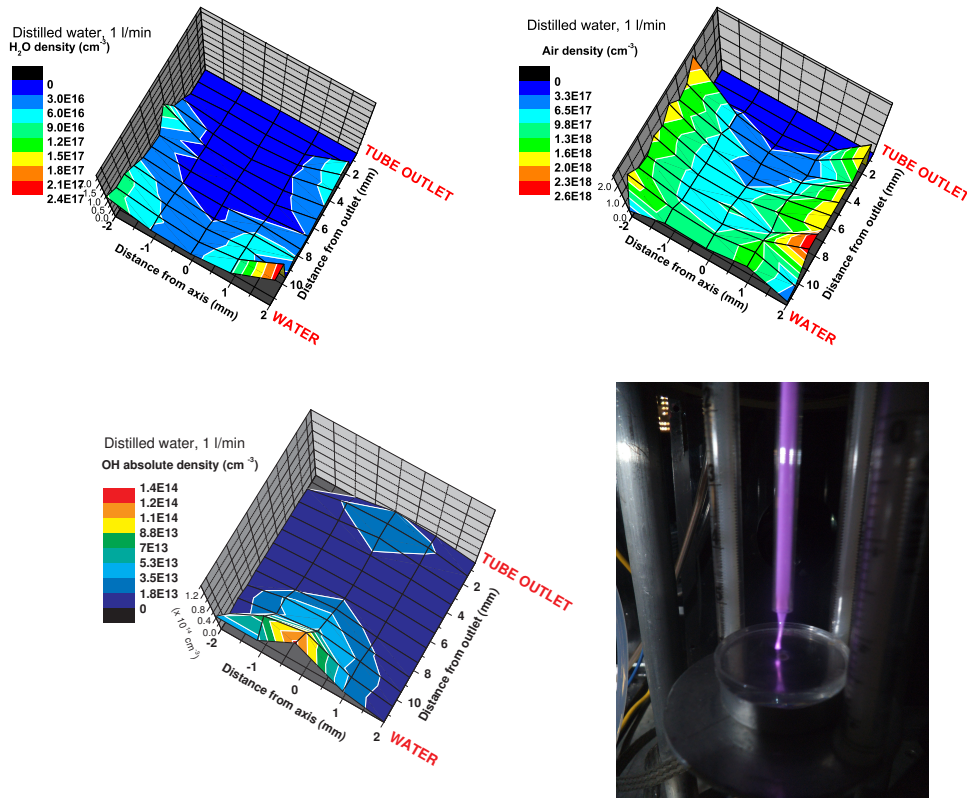 Distilled water, 1 l/min
H2O density (cm-3)
0
3.0E16
6.0E16
9.0E16
1.2E17
1.5E17
1.8E17
2.1E17
2.4E17
2.0
1.5
1.0
0.5
0.0
-2
-1
0
1
2
Distance from axis (mm)
2
4
6
8
10
Distance from outlet (mm)
TUBE OUTLET
WATER
Distilled water, 1 l/min
Air density (cm-3)
0
3.3E17
6.5E17
9.8E17
1.3E18
1.6E18
2.0E18
2.3E18
2.6E18
2.0
1.0
0.0
-2
-1
0
1
2
Distance from axis (mm)
2
4
6
8
10
Distance from outlet (mm)
TUBE OUTLET
WATER
Distilled water, 1 l/min
OH absolute density (cm -3)
1.4E14
1.2E14
1.1E14
8.8E13
7E13
5.3E13
3.5E13
1.8E13
0
1.2
0.8
0.4
0.0
(x 10^14 cm-3)
-2
-1
0
1
2
Distance from axis (mm)
2
4
6
8
10
Distance from outlet (mm)
TUBE OUTLET
WATER